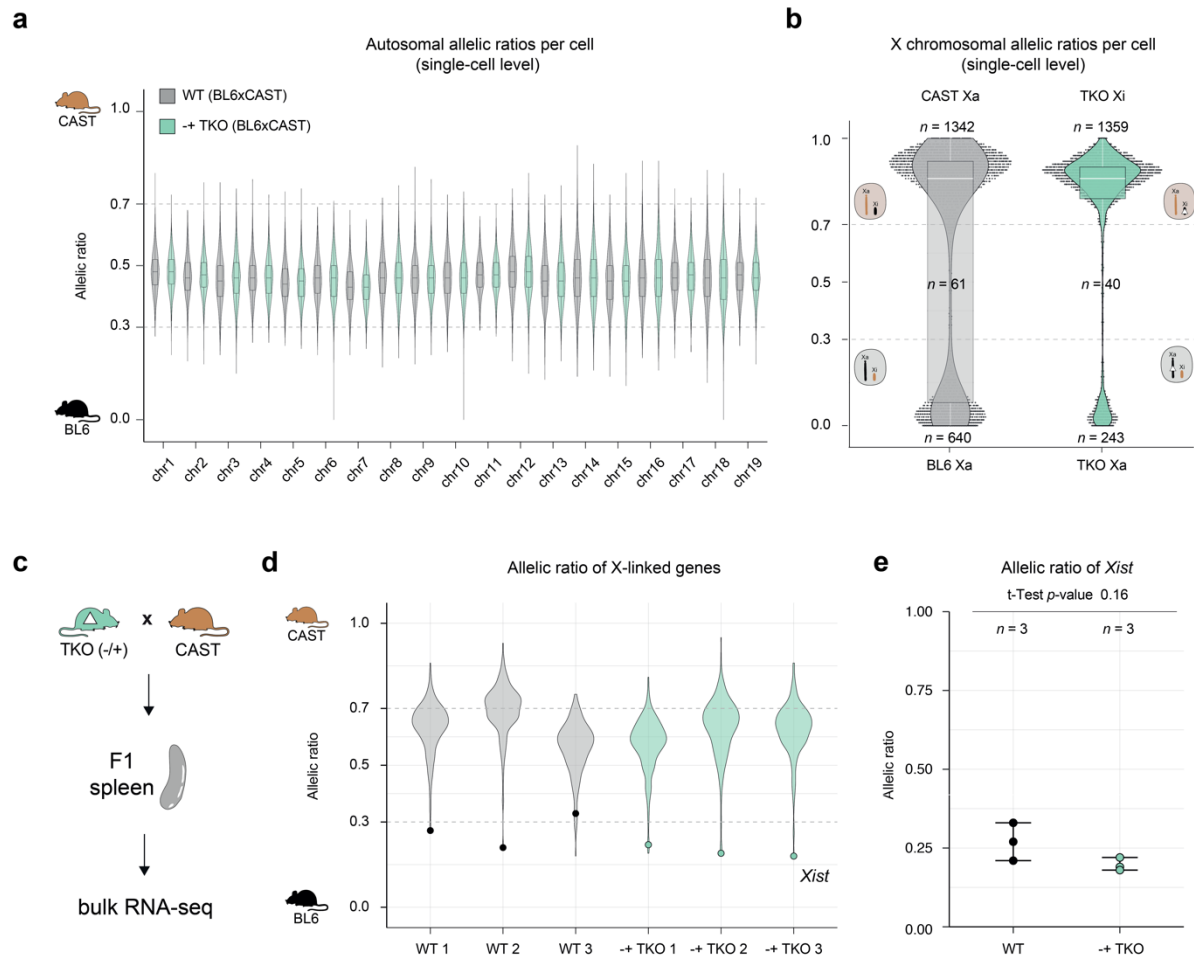 a
Autosomal allelic ratios per cell
(single-cell level)
CAST
WT (BL6xCAST)
-+ TKO (BL6xCAST)
1.0
0.7
0.5
0.3
0.0
Allelic ratio
BL6
chr1
chr2
chr3
chr4
chr5
chr6
chr7
chr8
chr9
chr10
chr11
chr12
chr13
chr14
chr15
chr16
chr17
chr18
chr19
b
X chromosomal allelic ratios per cell
(single-cell level)
CAST Xa
TKO Xi
n = 1342
n = 1359
1.0
0.7
0.5
0.3
0.0
Xa
Xi
Xa
Xi
n = 61
n = 40
Xa
Xi
Xa
Xi
n = 640
n = 243
BL6 Xa
TKO Xa
c
x
TKO (-/+)
CAST
F1
spleen
bulk RNA-seq
d
Allelic ratio of X-linked genes
CAST
1.0
0.7
0.5
0.3
0.0
Allelic ratio
BL6
Xist
WT 1
WT 2
WT 3
-+ TKO 1
-+ TKO 2
-+ TKO 3
e
Allelic ratio of Xist
t-Test p-value 0.16
n = 3
n = 3
1.00
0.75
0.50
0.25
0.00
Allelic ratio
WT
-+ TKO